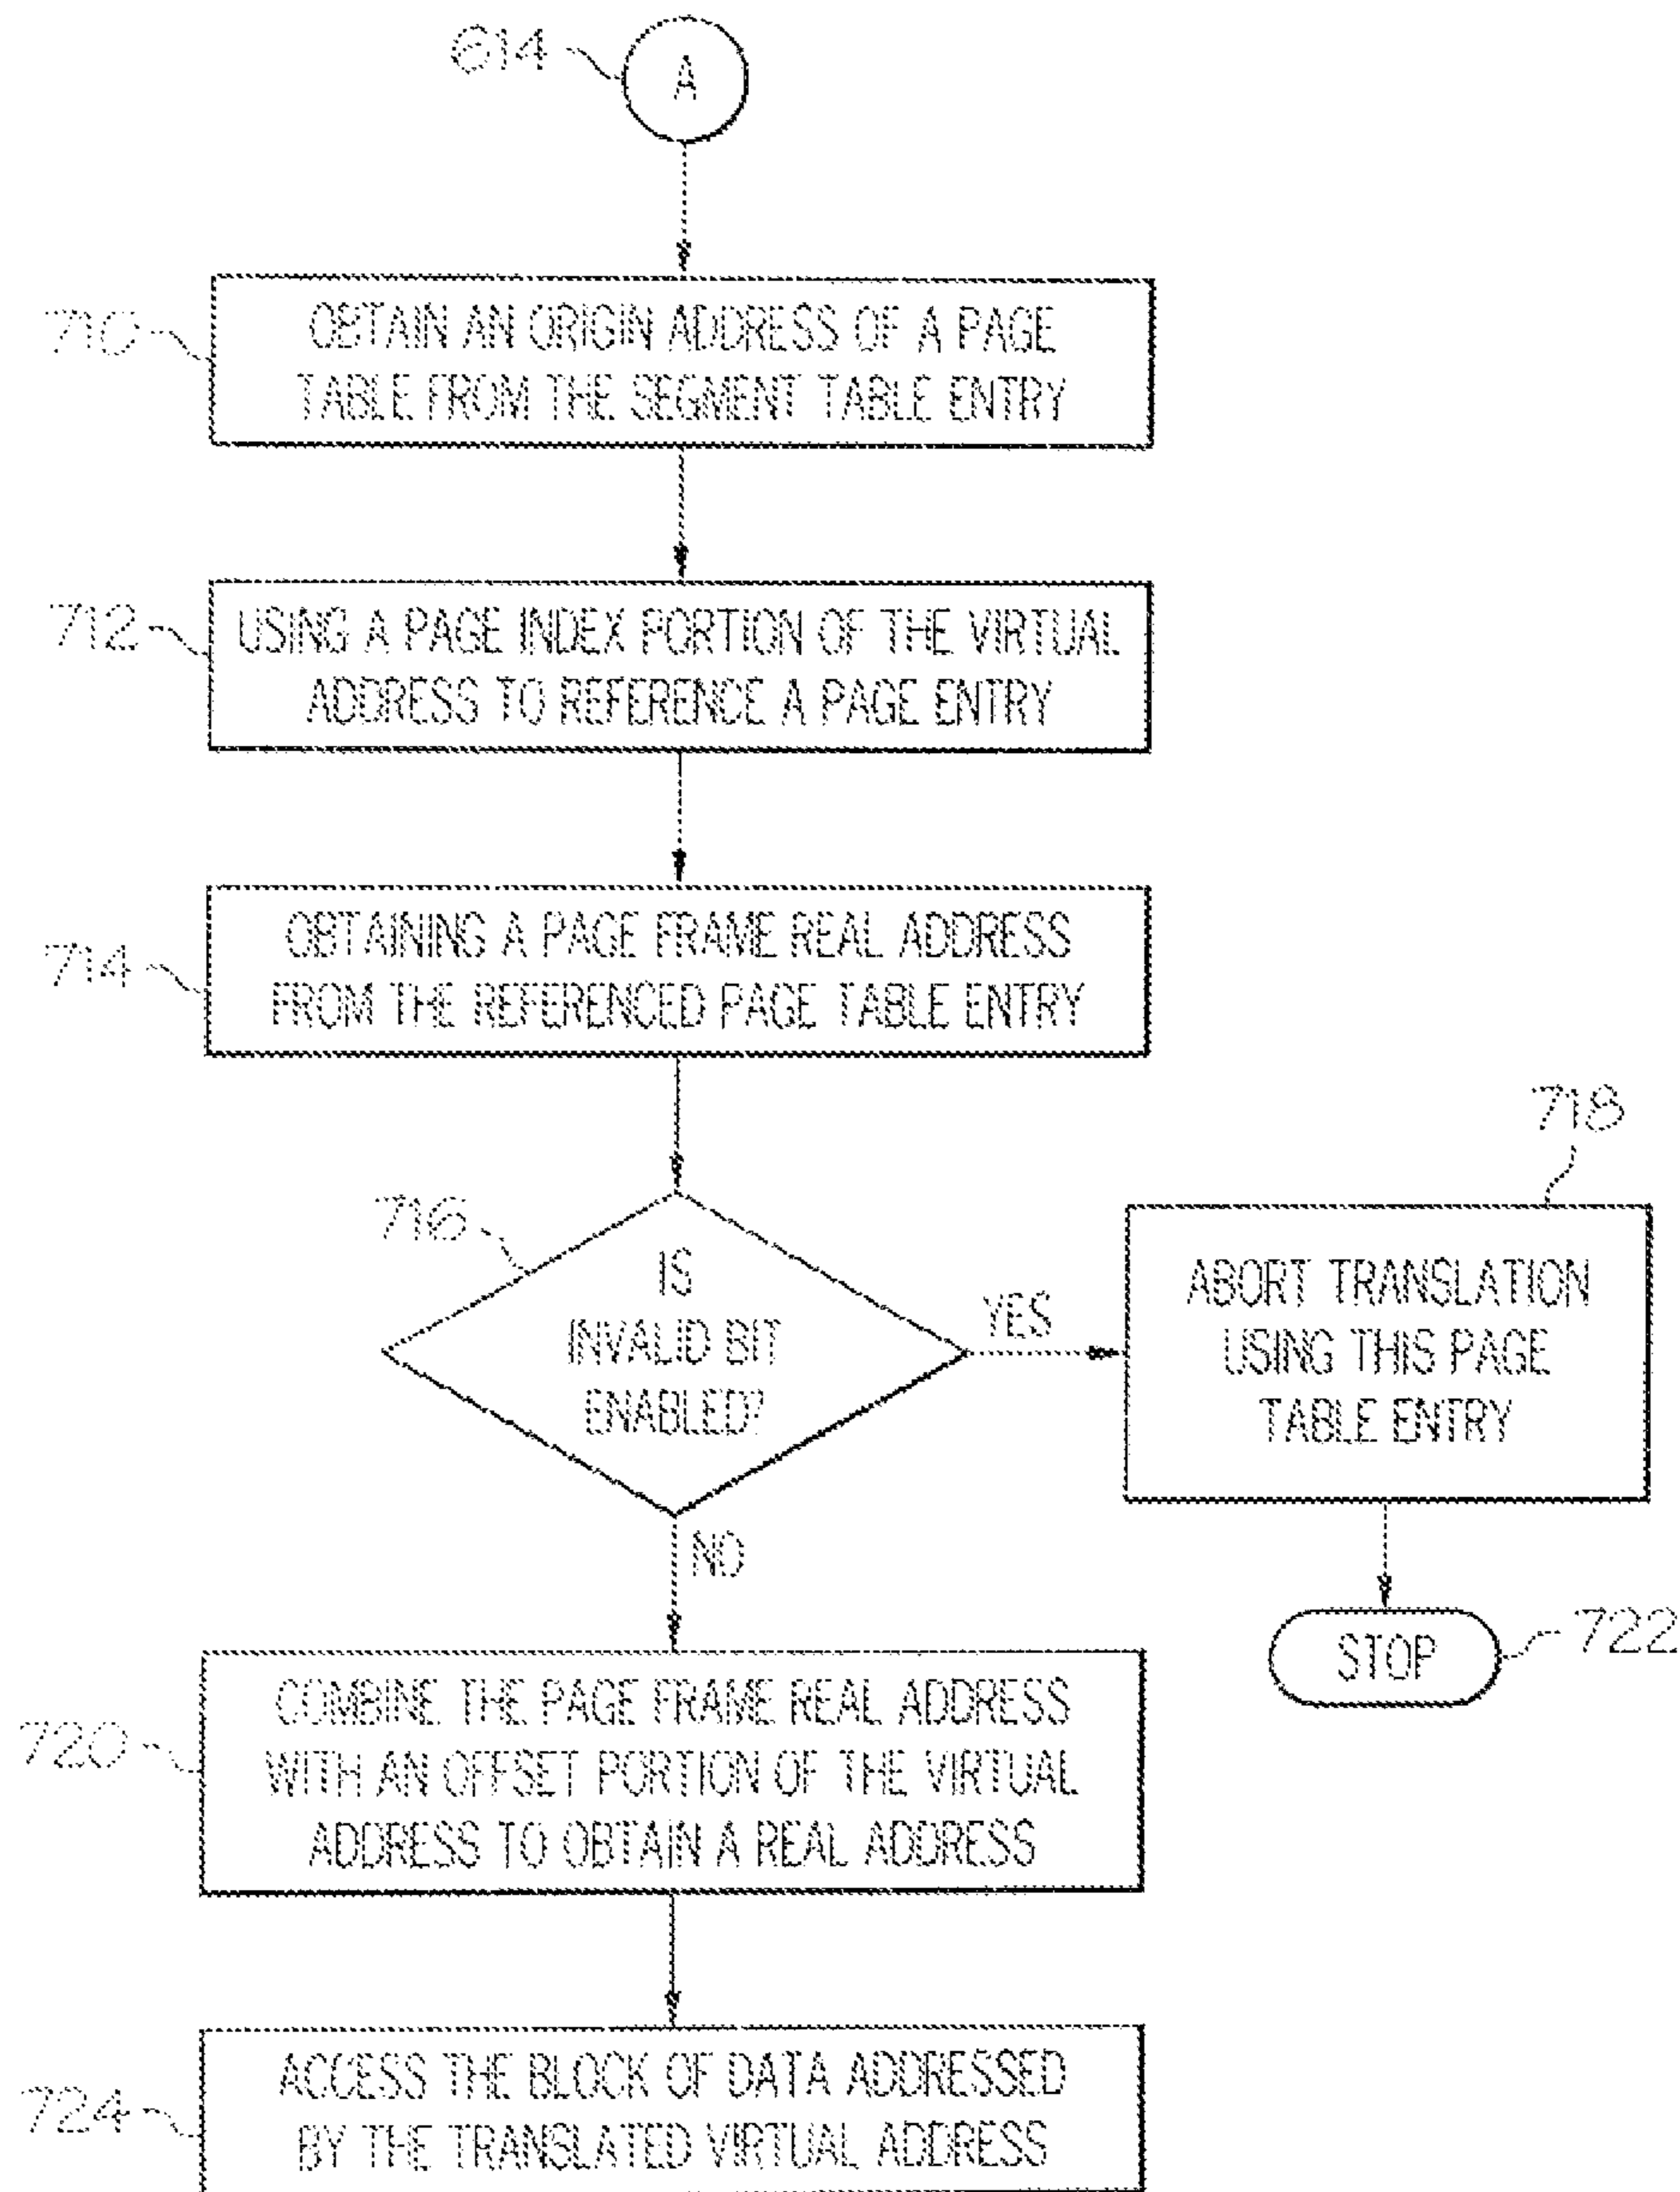 614
A
710
OBTAIN AN ORIGIN ADDRESS OF A PAGE
TABLE FROM THE SEGMENT TABLE ENTRY
712
USING A PAGE INDEX PORTION OF THE VIRTUAL
ADDRESS TO REFERENCE A PAGE ENTRY
714
OBTAINING A PAGE FRAME REAL ADDRESS
FROM THE REFERENCED PAGE TABLE ENTRY
716
IS
INVALID BIT
ENABLED?
YES
718
ABORT TRANSLATION
USING THIS PAGE
TABLE ENTRY
NO
STOP
722
720
COMBINE THE PAGE FRAME REAL ADDRESS
WITH AN OFFSET PORTION OF THE VIRTUAL
ADDRESS TO OBTAIN A REAL ADDRESS
724
ACCESS THE BLOCK OF DATA ADDRESSED
BY THE TRANSLATED VIRTUAL ADDRESS